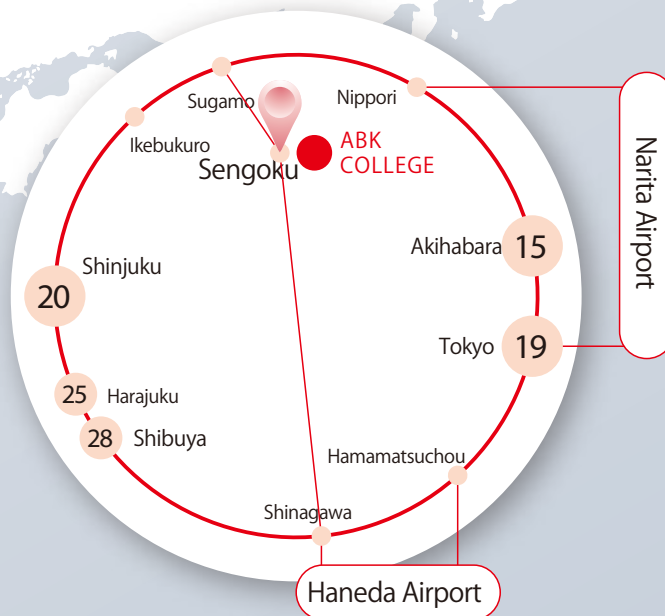 Sugamo
Nippori
Ikebukuro
Sengoku
ABK
COLLEGE
Narita Airport
Akihabara
15
Shinjuku
20
Tokyo
19
25
Harajuku
28
Shibuya
Hamamatsuchou
Shinagawa
Haneda Airport